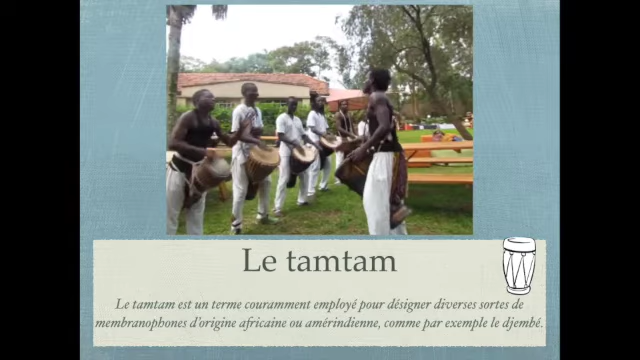 Le tamtam
Le tamtam est un terme couramment employé pour désigner diverses sortes de
membranophones d'origine africaine ou amérindienne, comme par exemple le djembé.